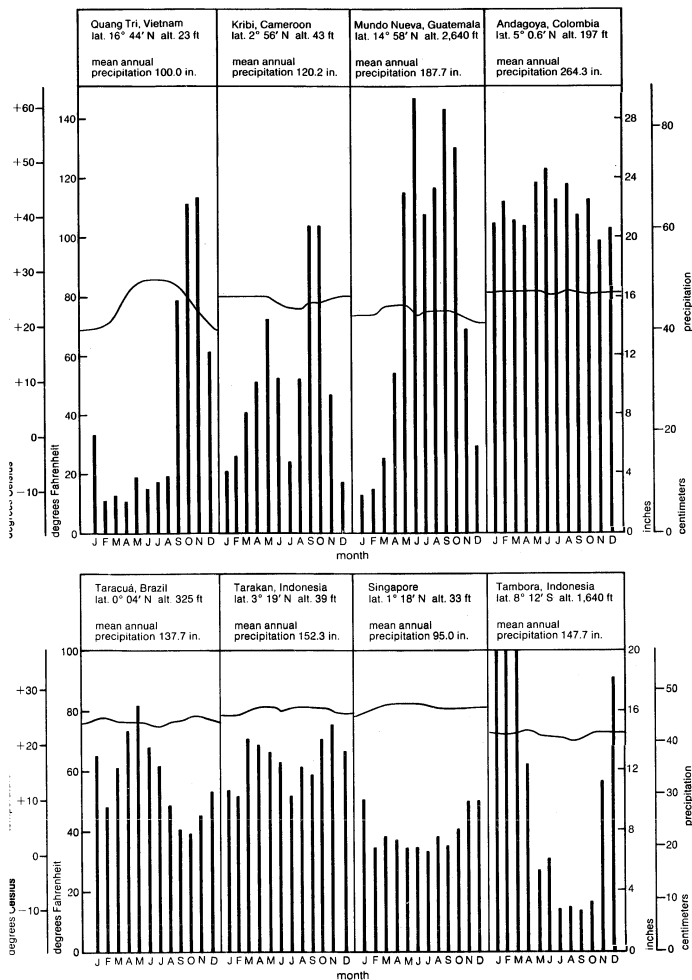 Quang Tri, Vietnam
lat. 16° 44′ N alt. 23 ft
mean annual
precipitation 100.0 in.
Kribi, Cameroon
lat. 2° 56′ N alt. 43 ft
mean annual
precipitation 120.2 in.
Mundo Nueva, Guatemala
lat. 14° 58′ N alt. 2,640 ft
mean annual
precipitation 187.7 in.
Andagoya, Colombia
lat. 5° 0.6′ N alt. 197 ft
mean annual
precipitation 264.3 in.
+60
+50
+40
+30
+20
+10
0
−10
degrees Celsius
140
120
100
80
60
40
20
0
degrees Fahrenheit
28
24
20
16
12
8
4
0
inches
80
60
40
20
0
centimeters
precipitation
J F M A M J J A S O N D J F M A M J J A S O N D J F M A M J J A S O N D J F M A M J J A S O N D
month
Taracuá, Brazil
lat. 0° 04′ N alt. 325 ft
mean annual
precipitation 137.7 in.
Tarakan, Indonesia
lat. 3° 19′ N alt. 39 ft
mean annual
precipitation 152.3 in.
Singapore
lat. 1° 18′ N alt. 33 ft
mean annual
precipitation 95.0 in.
Tambora, Indonesia
lat. 8° 12′ S alt. 1,640 ft
mean annual
precipitation 147.7 in.
+30
+20
+10
0
−10
degrees Celsius
100
80
60
40
20
0
degrees Fahrenheit
20
16
12
8
4
0
inches
50
40
30
20
10
0
centimeters
precipitation
J F M A M J J A S O N D J F M A M J J A S O N D J F M A M J J A S O N D J F M A M J J A S O N D
month